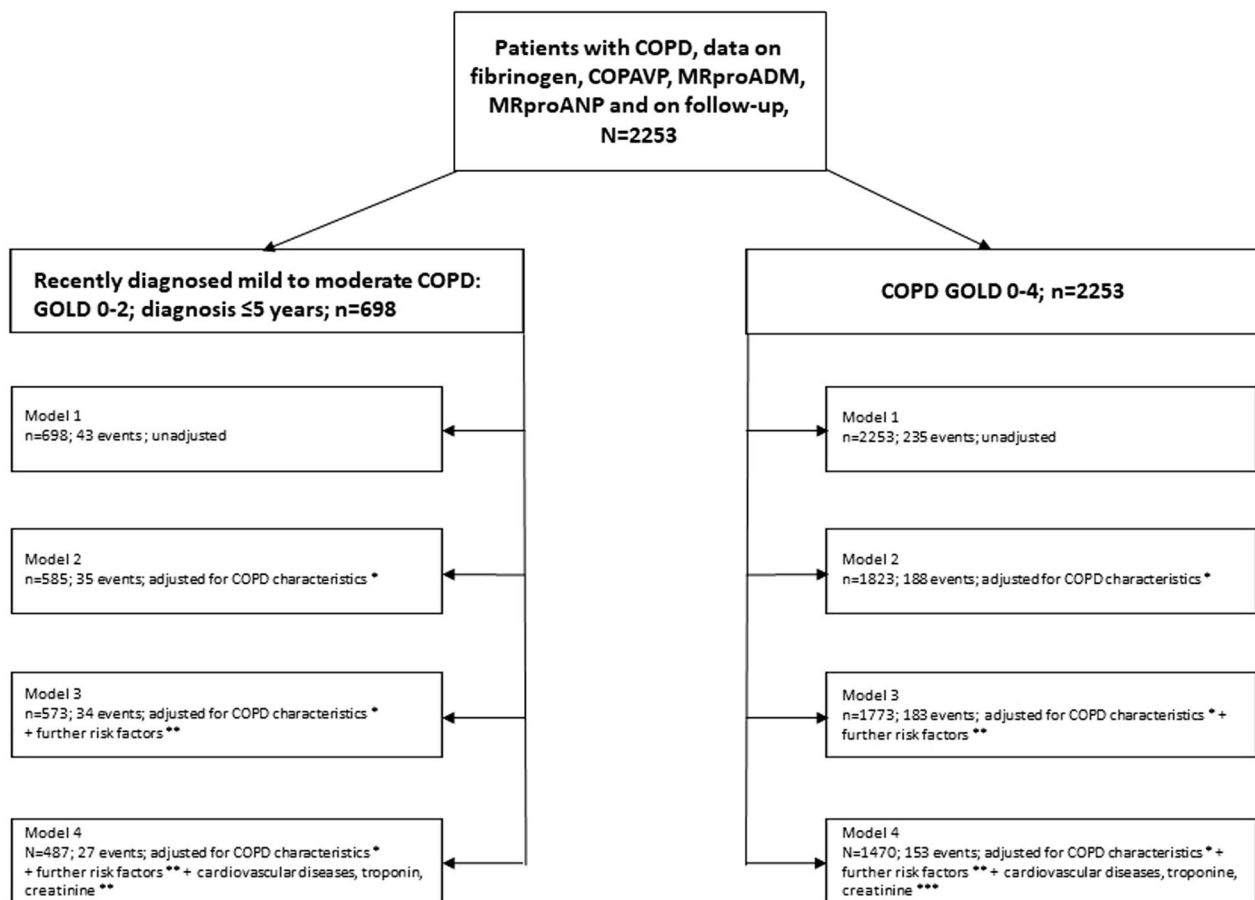 Patients with COPD, data on
fibrinogen, COPAVP, MRproADM,
MRproANP and on follow-up,
N=2253
Recently diagnosed mild to moderate COPD:
GOLD 0-2; diagnosis ≤5 years; n=698
COPD GOLD 0-4; n=2253
Model 1
n=698; 43 events ; unadjusted
Model 1
n=2253; 235 events; unadjusted
Model 2
n=585; 35 events; adjusted for COPD characteristics *
Model 2
n=1823; 188 events; adjusted for COPD characteristics *
Model 3
n=573; 34 events; adjusted for COPD characteristics *
+ further risk factors **
Model 3
n=1773; 183 events; adjusted for COPD characteristics * +
further risk factors **
Model 4
N=487; 27 events; adjusted for COPD characteristics *
+ further risk factors ** + cardiovascular diseases, troponin,
creatinine **
Model 4
N=1470; 153 events; adjusted for COPD characteristics * +
further risk factors ** + cardiovascular diseases, troponine,
creatinine ***